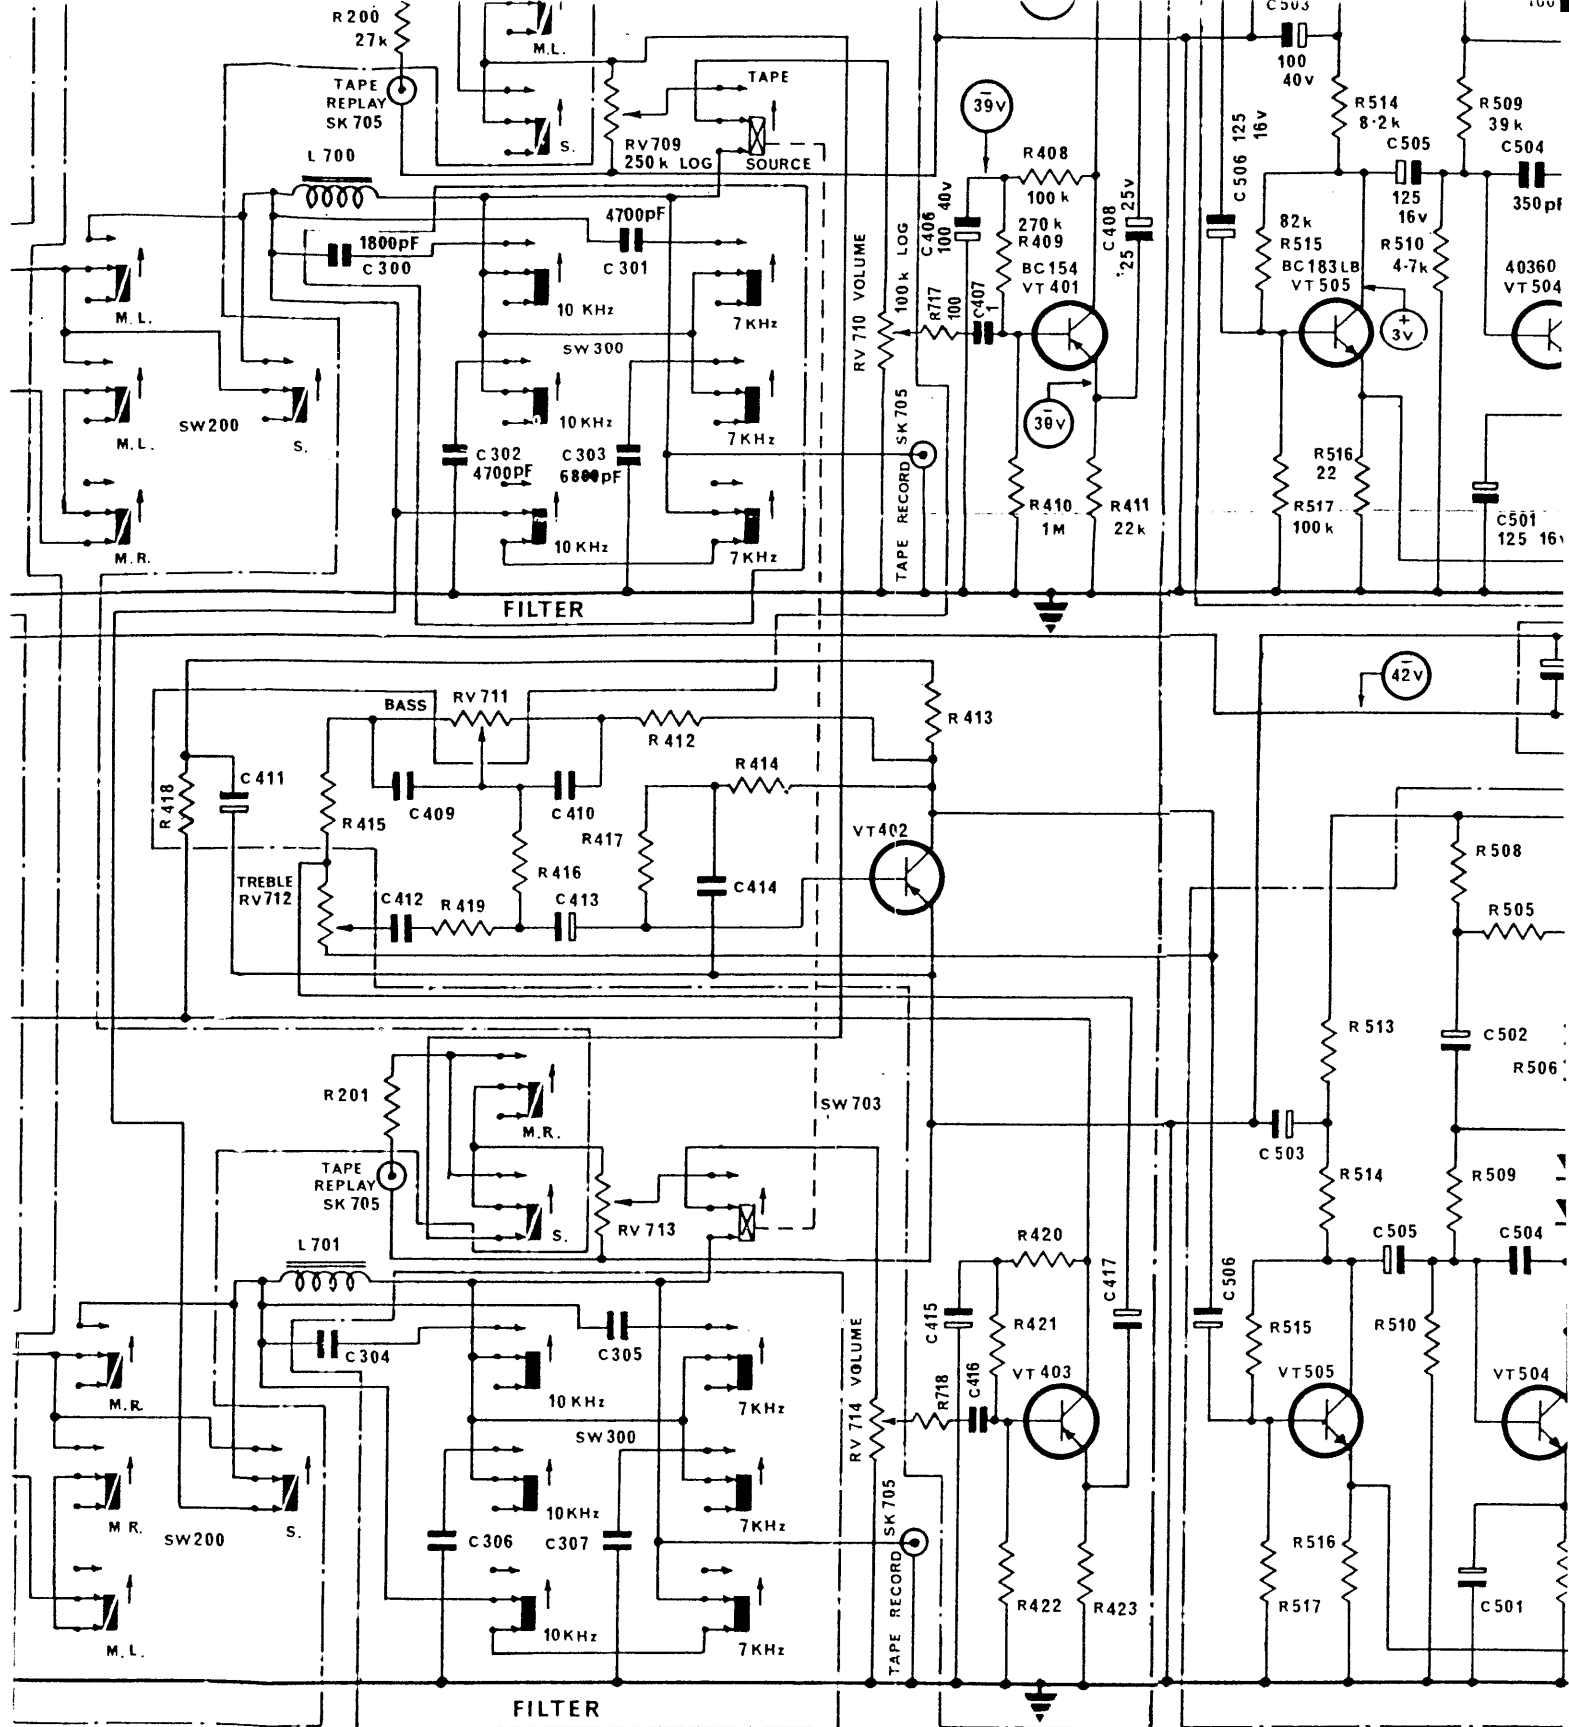 R200
27k
M.L.
C503
100
40v
TAPE
REPLAY
SK705
S.
RV709
250k LOG
TAPE
SOURCE
39v
R514
8·2k
R509
39k
C506 125
16v
C505
125
16v
C504
350pF
L700
R408
100k
4700pF
C301
1800pF
C300
270k
R409
C406
100
40v
C408
25
25v
82k
R515
R510
4·7k
BC154
VT401
BC183LB
VT505
40360
VT504
3v
M.L.
10KHz
7KHz
SW300
RV710 VOLUME
100k LOG
R717
100
C407
1
39v
M.L.
SW200
S.
10KHz
7KHz
C302
4700pF
C303
6800pF
TAPE RECORD SK705
R410
1M
R411
22k
R516
22
R517
100k
C501
125 16v
M.R.
10KHz
7KHz
FILTER
42v
BASS
RV711
R412
R413
R414
C411
R418
R415
C409
C410
R417
VT402
R416
C414
R508
TREBLE
RV712
C412
R419
C413
R505
R513
C502
R506
R201
SW703
M.R.
C503
TAPE
REPLAY
SK705
S.
RV713
R514
R509
L701
R420
C505
C504
C417
C506
C304
C305
C415
R421
R515
R510
M.R.
10KHz
7KHz
RV714 VOLUME
R718
C416
VT403
VT505
VT504
SW300
M.R.
SW200
S.
10KHz
7KHz
C306
C307
TAPE RECORD SK705
R516
R422
R423
R517
C501
M.L.
10KHz
7KHz
FILTER